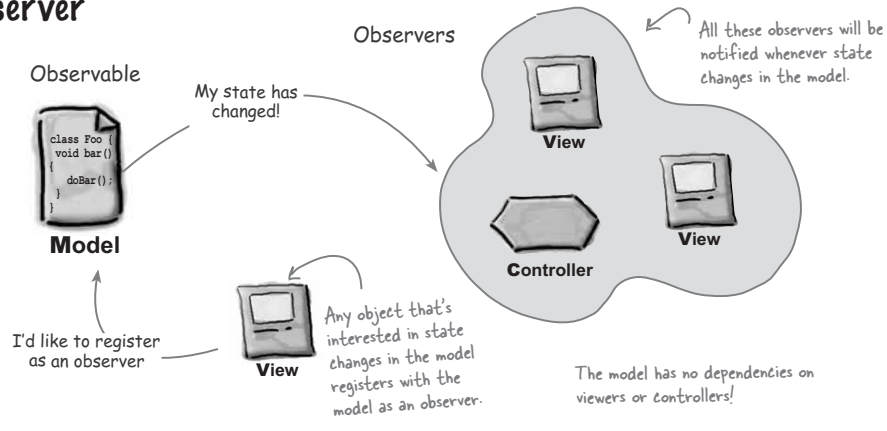 server
Observable
class Foo {
void bar()
{
doBar();
}
}
Model
My state has
changed!
Observers
All these observers will be
notified whenever state
changes in the model.
View
View
Controller
I'd like to register
as an observer
View
Any object that's
interested in state
changes in the model
registers with the
model as an observer.
The model has no dependencies on
viewers or controllers!